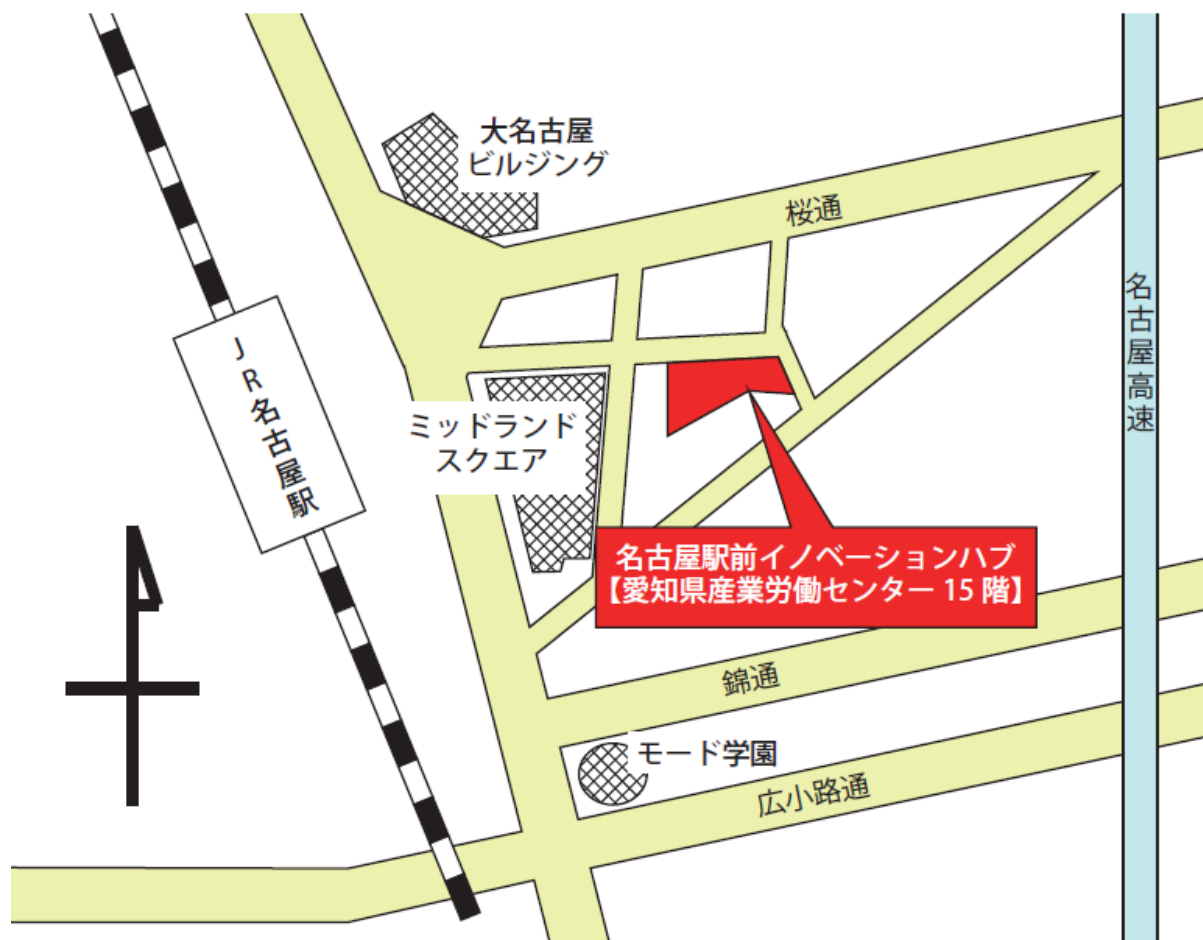 大名古屋
ビルジング
桜通
名古屋高速
JR名古屋駅
ミッドランド
スクエア
名古屋駅前イノベーションハブ
【愛知県産業労働センター 15 階】
錦通
モード学園
広小路通